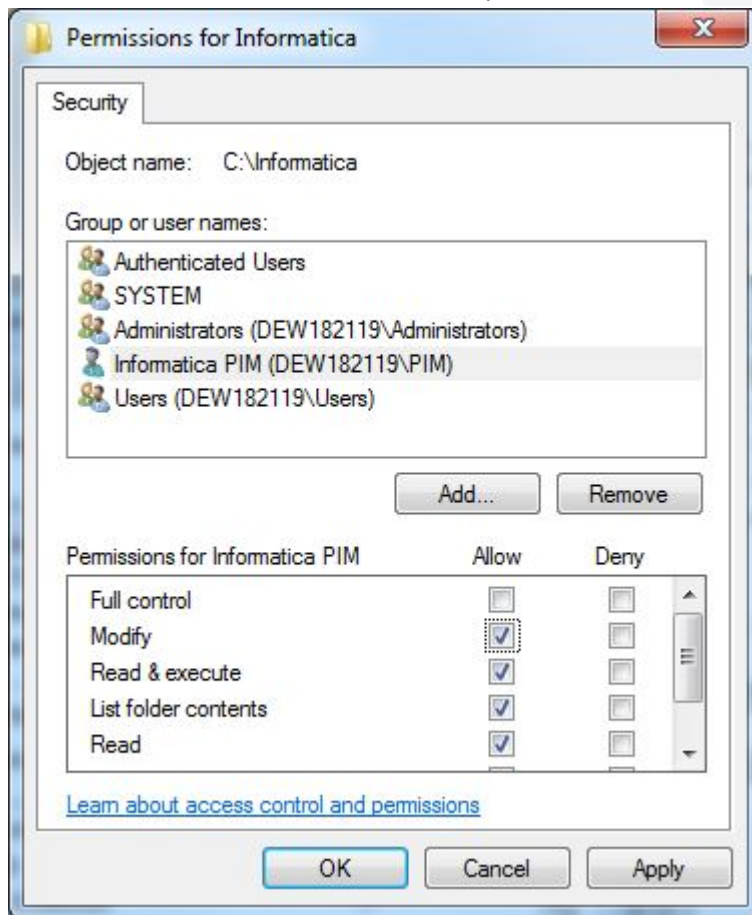 Permissions for Informatica
Security
Object name: C:\Informatica
Group or user names:
Authenticated Users
SYSTEM
Administrators (DEW182119\Administrators)
Informatica PIM (DEW182119\PIM)
Users (DEW182119\Users)
Add... Remove
Permissions for Informatica PIM Allow Deny
Full control
Modify
Read & execute
List folder contents
Read
Learn about access control and permissions
OK Cancel Apply